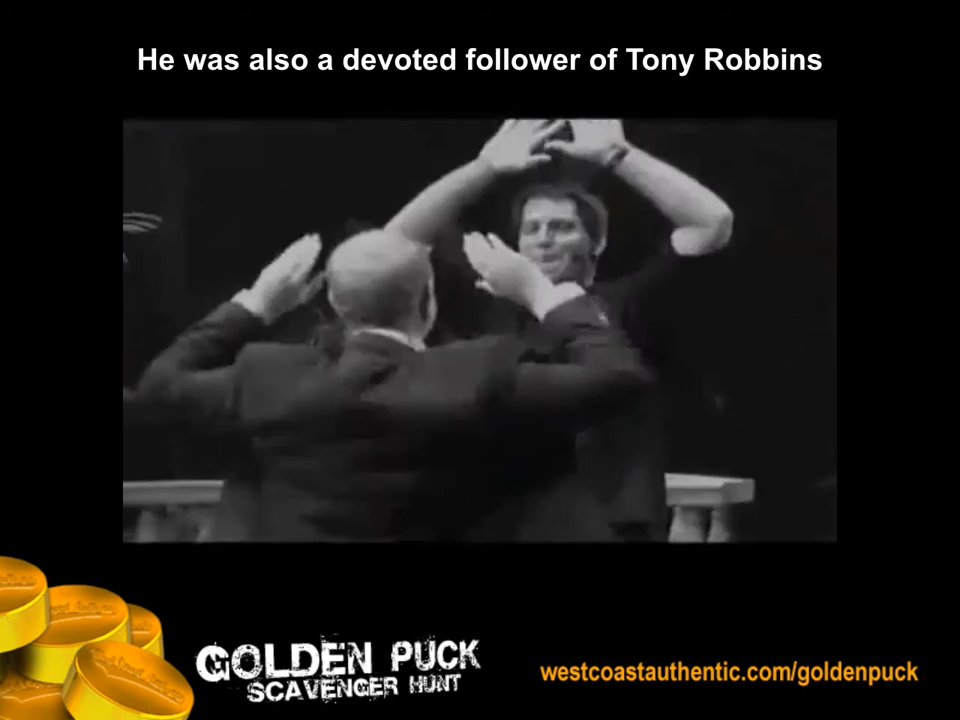 He was also a devoted follower of Tony Robbins
GOLDEN PUCK
SCAVENGER HUNT
westcoastauthentic.com/goldenpuck